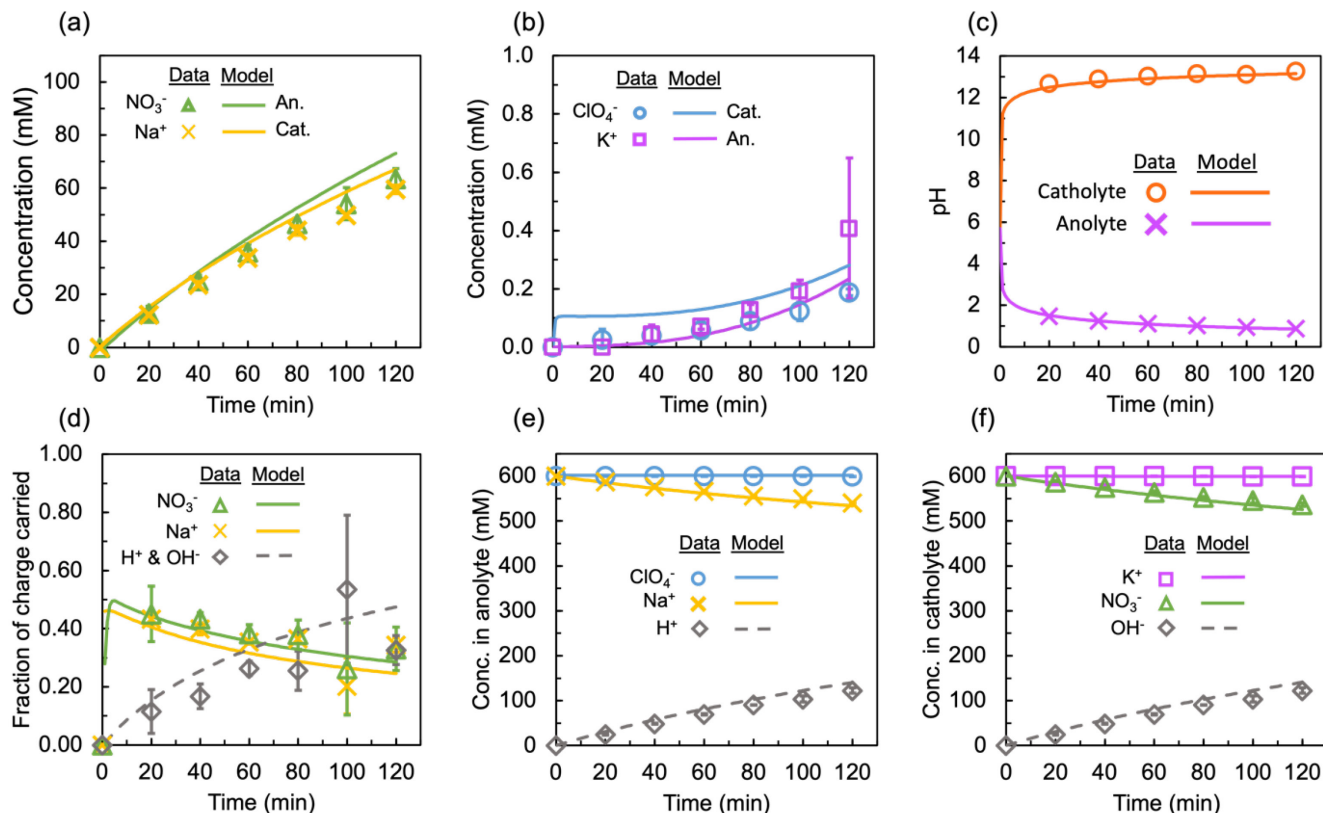 (a)
Concentration (mM)
100
80
60
40
20
0
Data Model
NO₃⁻ An.
Na⁺ Cat.
0 20 40 60 80 100 120
Time (min)
(b)
Concentration (mM)
1.0
0.8
0.6
0.4
0.2
0.0
Data Model
ClO₄⁻ Cat.
K⁺ An.
0 20 40 60 80 100 120
Time (min)
(c)
pH
14
12
10
8
6
4
2
0
Data Model
Catholyte
Anolyte
0 20 40 60 80 100 120
Time (min)
(d)
Fraction of charge carried
1.00
0.80
0.60
0.40
0.20
0.00
Data Model
NO₃⁻
Na⁺
H⁺ & OH⁻
0 20 40 60 80 100 120
Time (min)
(e)
Conc. in anolyte (mM)
600
500
400
300
200
100
0
Data Model
ClO₄⁻
Na⁺
H⁺
0 20 40 60 80 100 120
Time (min)
(f)
Conc. in catholyte (mM)
600
500
400
300
200
100
0
Data Model
K⁺
NO₃⁻
OH⁻
0 20 40 60 80 100 120
Time (min)